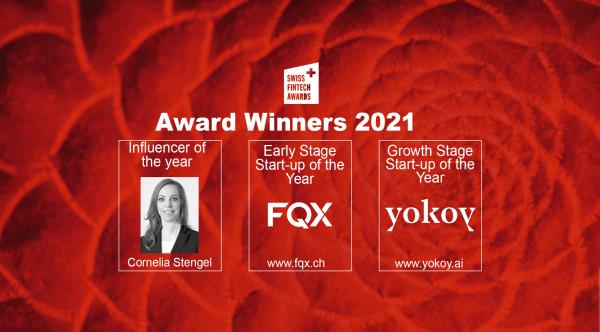 SWISS
FINTECH
AWARDS
Award Winners 2021
Influencer of
the year
Cornelia Stengel
Early Stage
Start-up of the
Year
FQX
www.fqx.ch
Growth Stage
Start-up of the
Year
yokoy
www.yokoy.ai